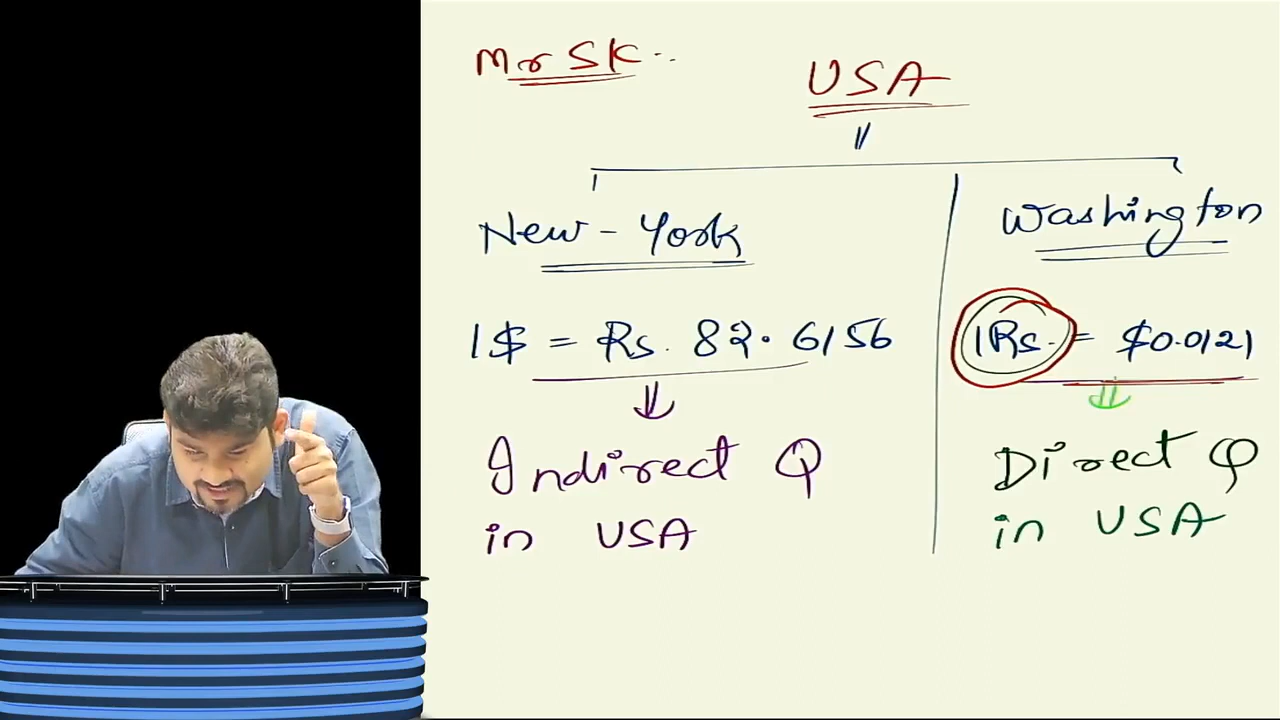 Mr SK..
USA
New-York
1$ = Rs. 82.6156
Indirect Q
in USA
Washington
1Rs. = $0.0121
Direct Q
in USA